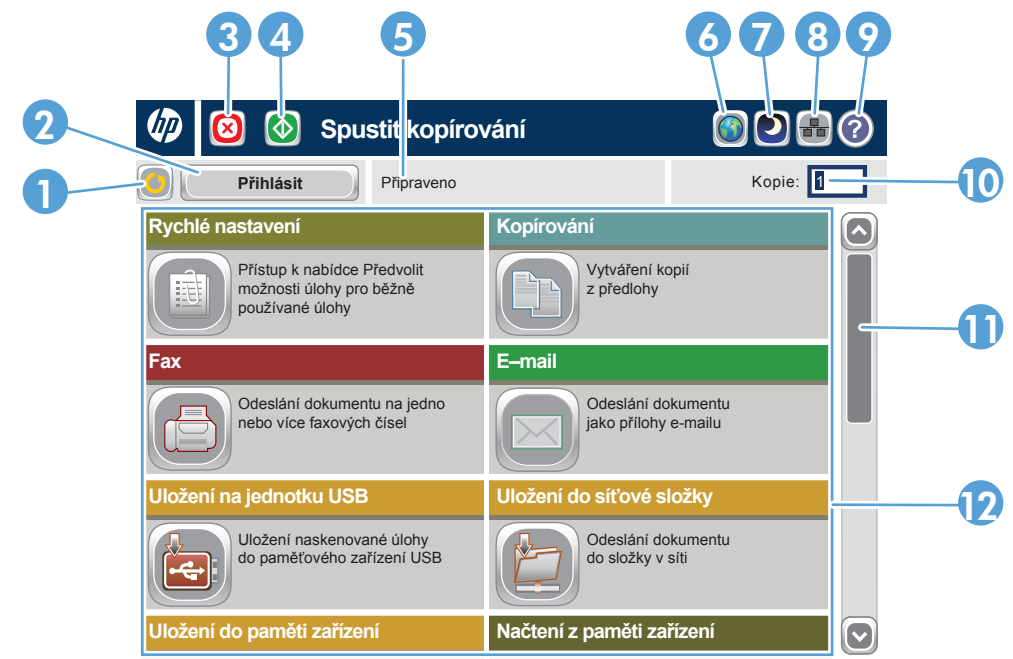 3 4 5 6 7 8 9
2
hp Spustit kopírování ?
1 Přihlásit Připraveno Kopie: 1 10
Rychlé nastavení
Kopírování
Přístup k nabídce Předvolit
možnosti úlohy pro běžně
používané úlohy
Vytváření kopií
z předlohy
11
Fax
E–mail
Odeslání dokumentu na jedno
nebo více faxových čísel
Odeslání dokumentu
jako přílohy e-mailu
Uložení na jednotku USB
Uložení do síťové složky
12
Uložení naskenované úlohy
do paměťového zařízení USB
Odeslání dokumentu
do složky v síti
Uložení do paměti zařízení
Načtení z paměti zařízení